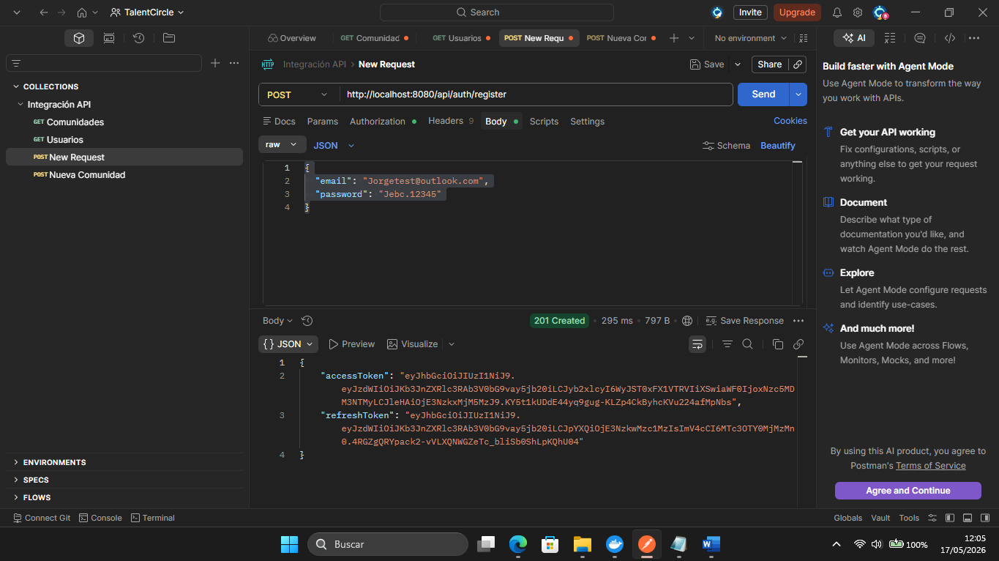 TalentCircle
Search
Invite
Upgrade
Overview
GET Comunidad
GET Usuarios
POST New Requ
POST Nueva Cor
No environment
AI
COLLECTIONS
Integración API
GET Comunidades
GET Usuarios
POST New Request
POST Nueva Comunidad
ENVIRONMENTS
SPECS
FLOWS
HTTP
Integración API > New Request
Save
Share
POST
http://localhost:8080/api/auth/register
Send
Docs
Params
Authorization
Headers 9
Body
Scripts
Settings
Cookies
raw
JSON
Schema
Beautify
1 {
2 "email": "Jorgetest@outlook.com",
3 "password": "Jebc.12345"
4 }
Body
201 Created
295 ms
797 B
e.g. Save Response
{ } JSON
Preview
Visualize
1 {
2 "accessToken": "eyJhbGciOiJIUzI1NiJ9.
eyJzdWIiOiJKb3JnZXRlc3RAb3V0bG9vay5jb20iLCJyb2xlcyI6WyJST0xFX1VTRVIiXSwiaWF0IjoxNzc5MD
M3NTMyLCJleHAiOjE3NzkxMjM5MzJ9.KY5t1kUDdE44yq9gug-KLZp4CkByhcKVu224afMpNbs",
3 "refreshToken": "eyJhbGciOiJIUzI1NiJ9.
eyJzdWIiOiJKb3JnZXRlc3RAb3V0bG9vay5jb20iLCJpYXQiOjE3NzkwMzc1MzIsImV4cCI6MTc3OTY0MjMzMn
0.4RGZgQRYpack2-vVLXQNWGZeTc_bliSb0ShLpKQhU04"
4 }
Build faster with Agent Mode
Use Agent Mode to transform the way
you work with APIs.
Get your API working
Fix configurations, scripts, or
anything else to get your request
working.
Document
Describe what type of
documentation you'd like, and
watch Agent Mode do the rest.
Explore
Let Agent Mode configure requests
and identify use-cases.
And much more!
Use Agent Mode across Flows,
Monitors, Mocks, and more!
By using this AI product, you agree to
Postman's Terms of Service
Agree and Continue
Connect Git
Console
Terminal
Globals
Vault
Tools
Buscar
100%
12:05
17/05/2026